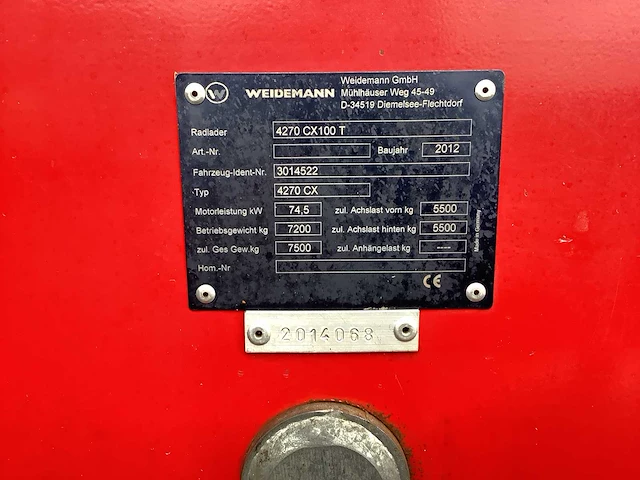 W WEIDEMANN
Weidemann GmbH
Mühlhäuser Weg 45-49
D-34519 Diemelsee-Flechtdorf
Radlader 4270 CX100 T
Art.-Nr. Baujahr 2012
Fahrzeug-Ident-Nr. 3014522
Typ 4270 CX
Motorleistung kW 74,5 zul. Achslast vorn kg 5500
Betriebsgewicht kg 7200 zul. Achslast hinten kg 5500
zul. Ges Gew.kg 7500 zul. Anhängelast kg -----
Hom.-Nr
Made in Germany
CE
2014068